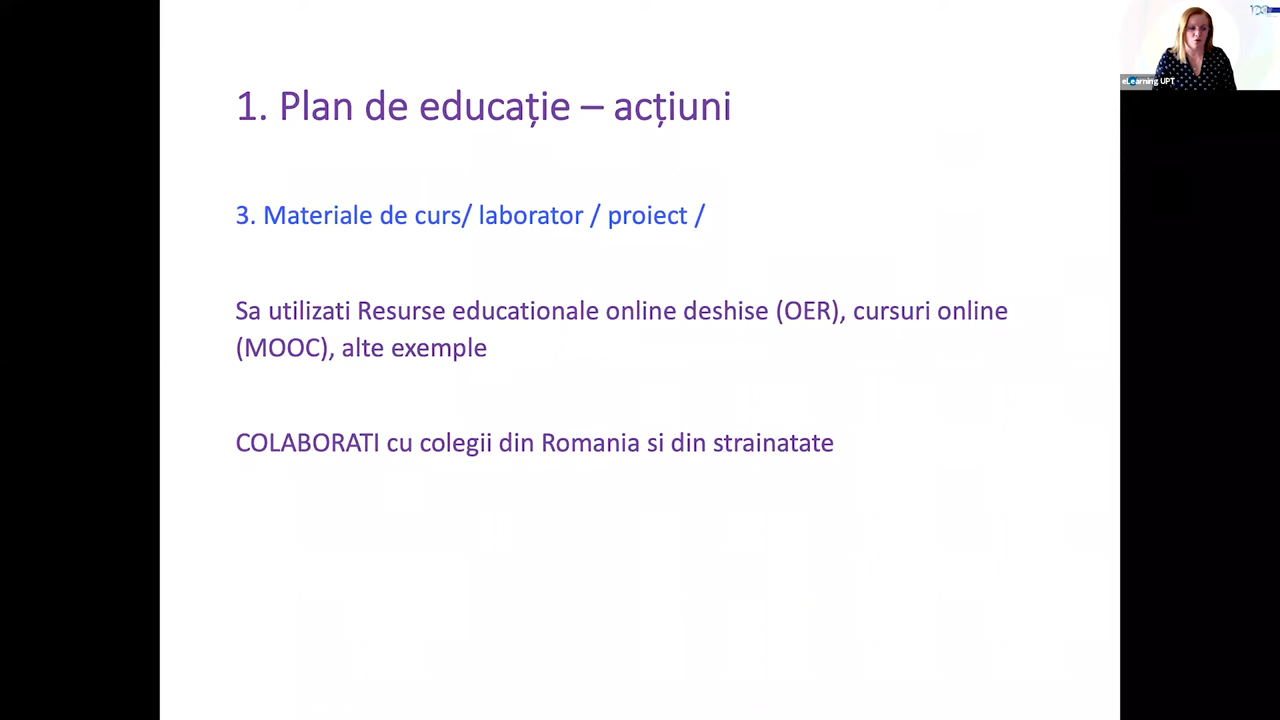 1. Plan de educație – acțiuni
3. Materiale de curs/ laborator / proiect /
Sa utilizati Resurse educationale online deshise (OER), cursuri online
(MOOC), alte exemple
COLABORATI cu colegii din Romania si din strainatate
eLearning UPT